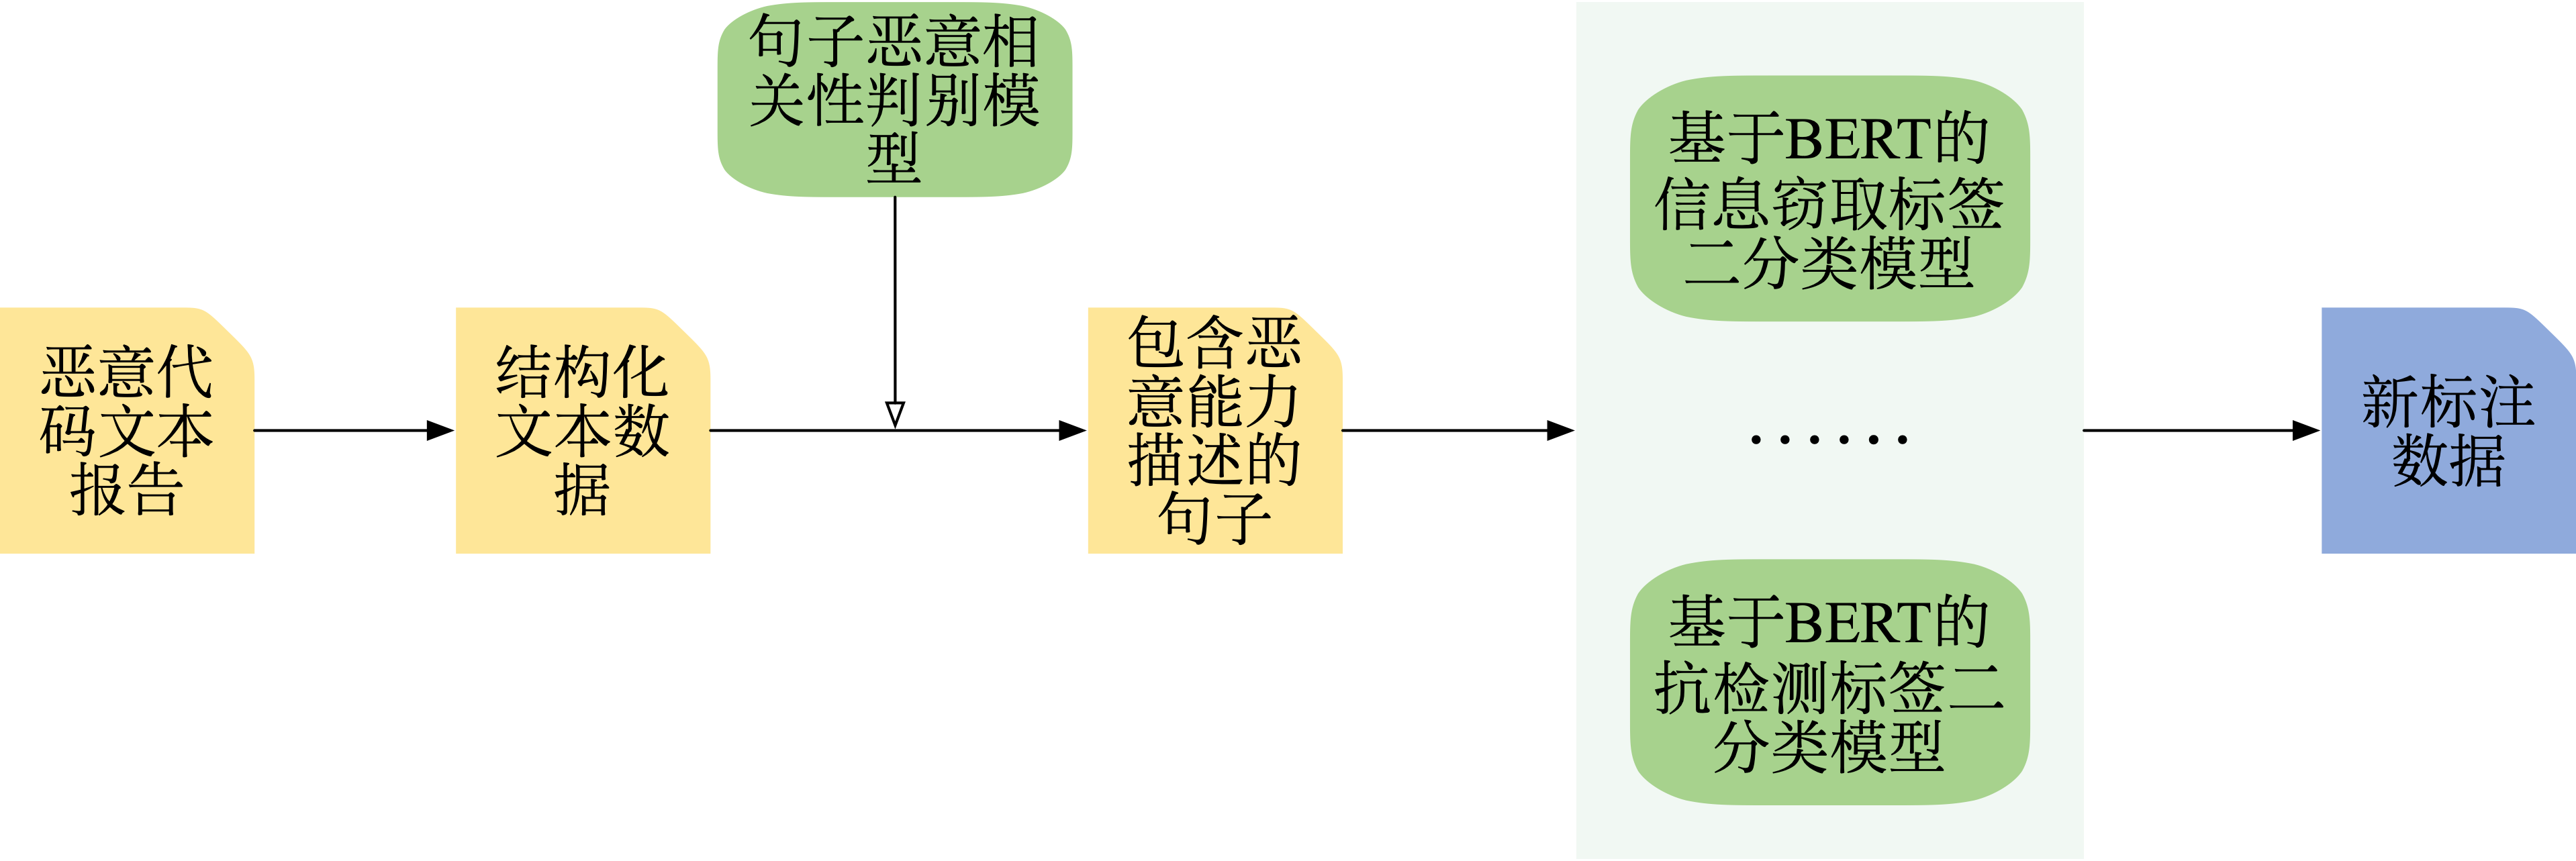 句子恶意相
关性判别模
型
恶意代
码文本
报告
结构化
文本数
据
包含恶
意能力
描述的
句子
基于BERT的
信息窃取标签
二分类模型
······
基于BERT的
抗检测标签二
分类模型
新标注
数据